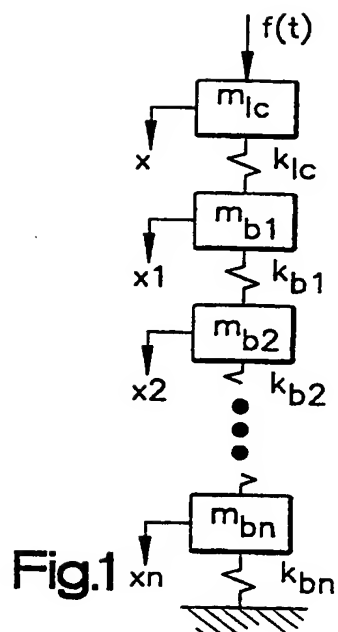 f(t)
m_lc
x
k_lc
m_b1
x1
k_b1
m_b2
x2
k_b2
m_bn
Fig.1
xn
k_bn